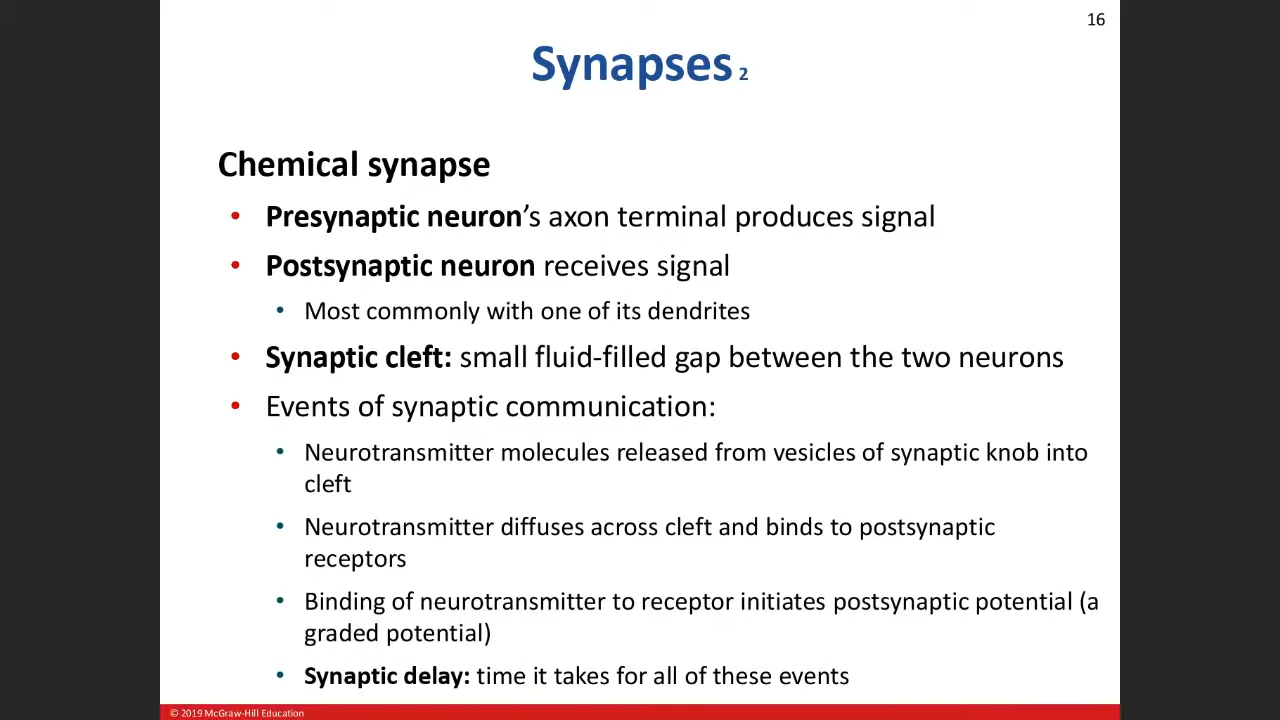 16
Synapses 2
Chemical synapse
• Presynaptic neuron’s axon terminal produces signal
• Postsynaptic neuron receives signal
• Most commonly with one of its dendrites
• Synaptic cleft: small fluid-filled gap between the two neurons
• Events of synaptic communication:
• Neurotransmitter molecules released from vesicles of synaptic knob into
cleft
• Neurotransmitter diffuses across cleft and binds to postsynaptic
receptors
• Binding of neurotransmitter to receptor initiates postsynaptic potential (a
graded potential)
• Synaptic delay: time it takes for all of these events
© 2019 McGraw-Hill Education